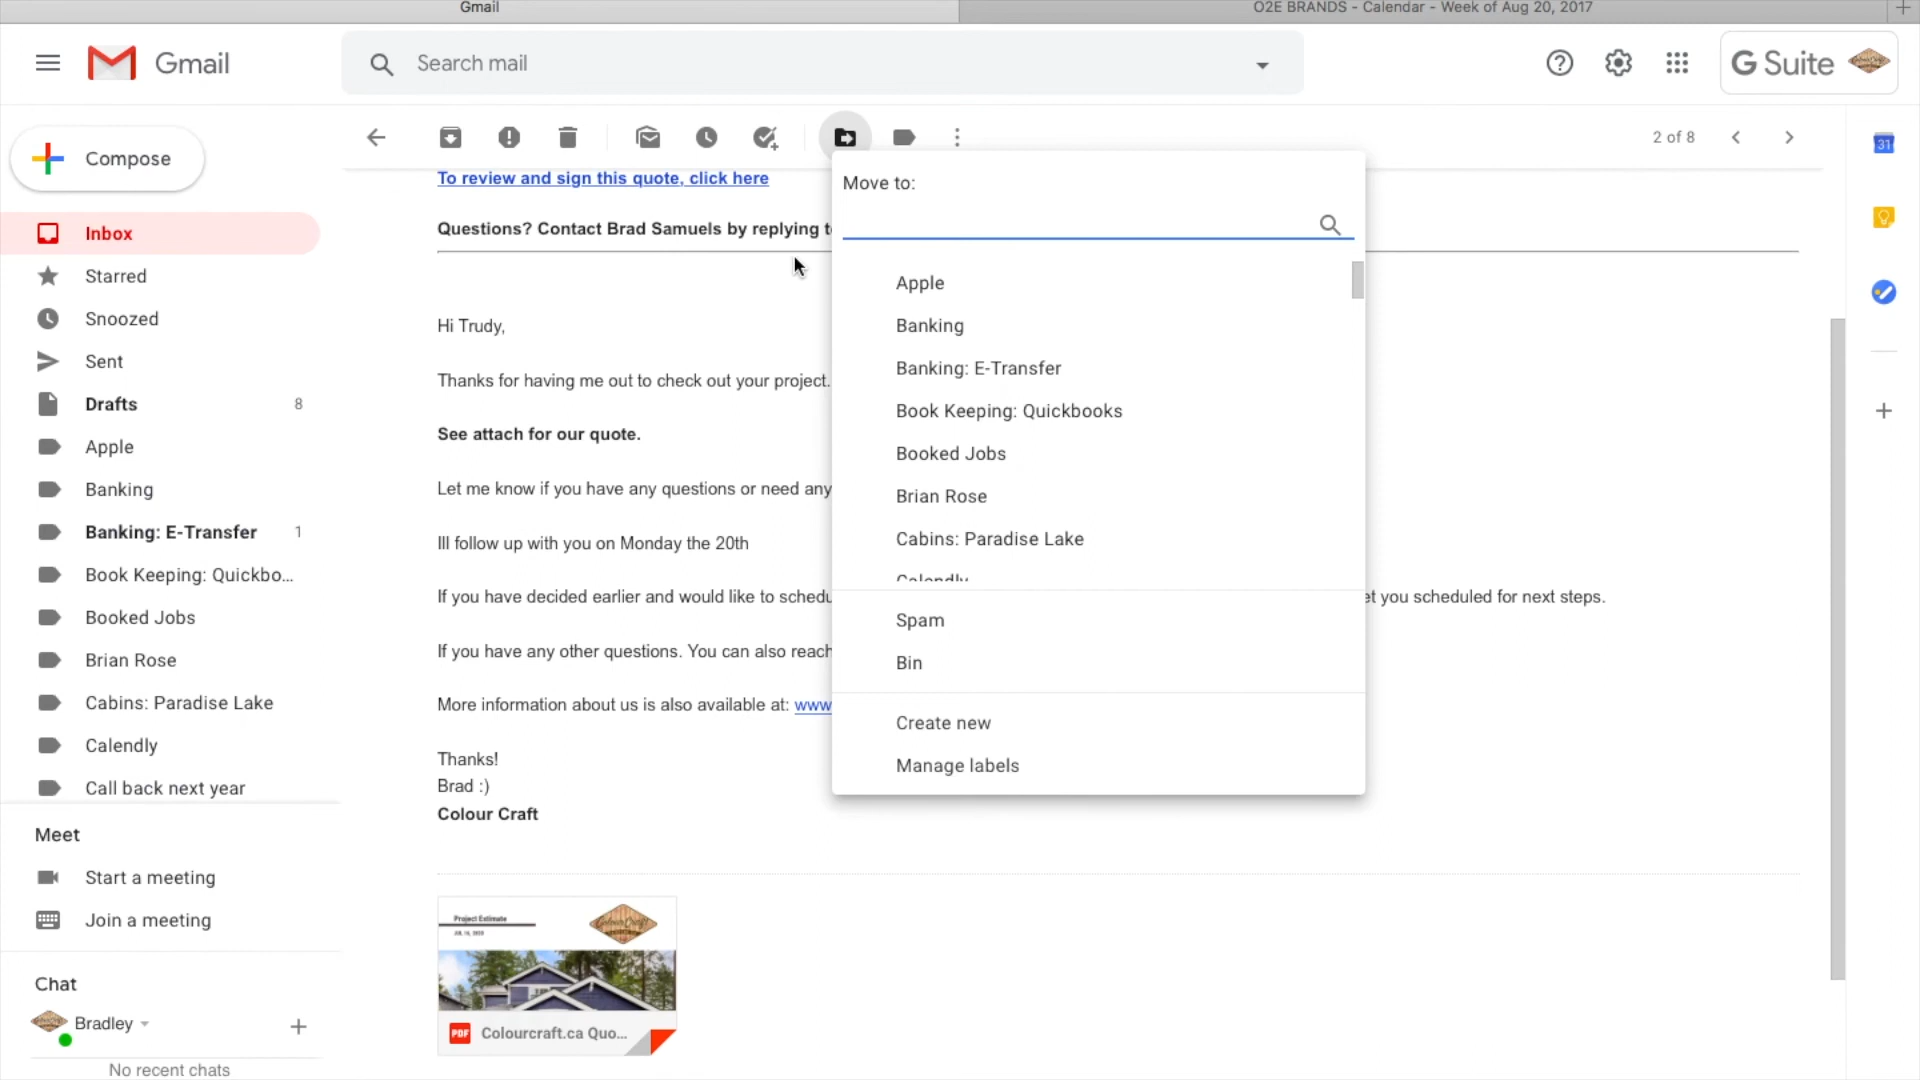 Gmail
O2E BRANDS - Calendar - Week of Aug 20, 2017
Gmail
Search mail
G Suite
Compose
2 of 8
31
Inbox
Starred
Snoozed
Sent
Drafts 8
Apple
Banking
Banking: E-Transfer 1
Book Keeping: Quickbo...
Booked Jobs
Brian Rose
Cabins: Paradise Lake
Calendly
Call back next year
Meet
Start a meeting
Join a meeting
Chat
Bradley
No recent chats
To review and sign this quote, click here
Questions? Contact Brad Samuels by replying t
Hi Trudy,
Thanks for having me out to check out your project.
See attach for our quote.
Let me know if you have any questions or need any
Ill follow up with you on Monday the 20th
If you have decided earlier and would like to schedu
et you scheduled for next steps.
If you have any other questions. You can also reach
More information about us is also available at: www
Thanks!
Brad :)
Colour Craft
Move to:
Apple
Banking
Banking: E-Transfer
Book Keeping: Quickbooks
Booked Jobs
Brian Rose
Cabins: Paradise Lake
Calendly
Spam
Bin
Create new
Manage labels
Project Estimate
ColourCraft
PDF
Colourcraft.ca Quo...